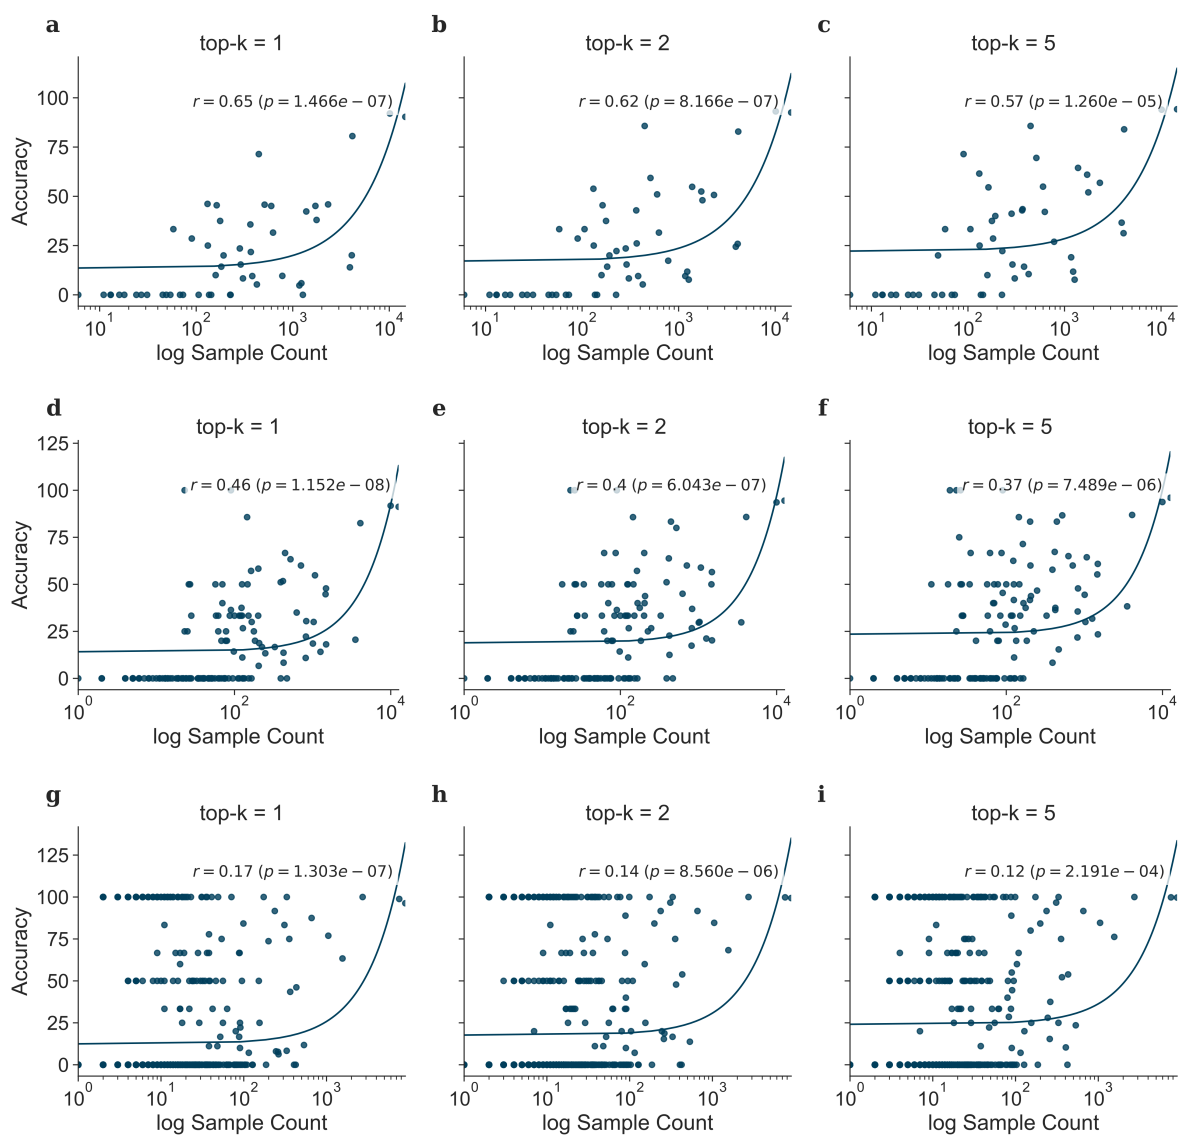 a
top-k = 1
r = 0.65 (p = 1.466e − 07)
100
75
50
25
0
Accuracy
10^1
10^2
10^3
10^4
log Sample Count
b
top-k = 2
r = 0.62 (p = 8.166e − 07)
10^1
10^2
10^3
10^4
log Sample Count
c
top-k = 5
r = 0.57 (p = 1.260e − 05)
10^1
10^2
10^3
10^4
log Sample Count
d
top-k = 1
r = 0.46 (p = 1.152e − 08)
125
100
75
50
25
0
Accuracy
10^0
10^2
10^4
log Sample Count
e
top-k = 2
r = 0.4 (p = 6.043e − 07)
10^0
10^2
10^4
log Sample Count
f
top-k = 5
r = 0.37 (p = 7.489e − 06)
10^0
10^2
10^4
log Sample Count
g
top-k = 1
r = 0.17 (p = 1.303e − 07)
125
100
75
50
25
0
Accuracy
10^0
10^1
10^2
10^3
log Sample Count
h
top-k = 2
r = 0.14 (p = 8.560e − 06)
10^0
10^1
10^2
10^3
log Sample Count
i
top-k = 5
r = 0.12 (p = 2.191e − 04)
10^0
10^1
10^2
10^3
log Sample Count